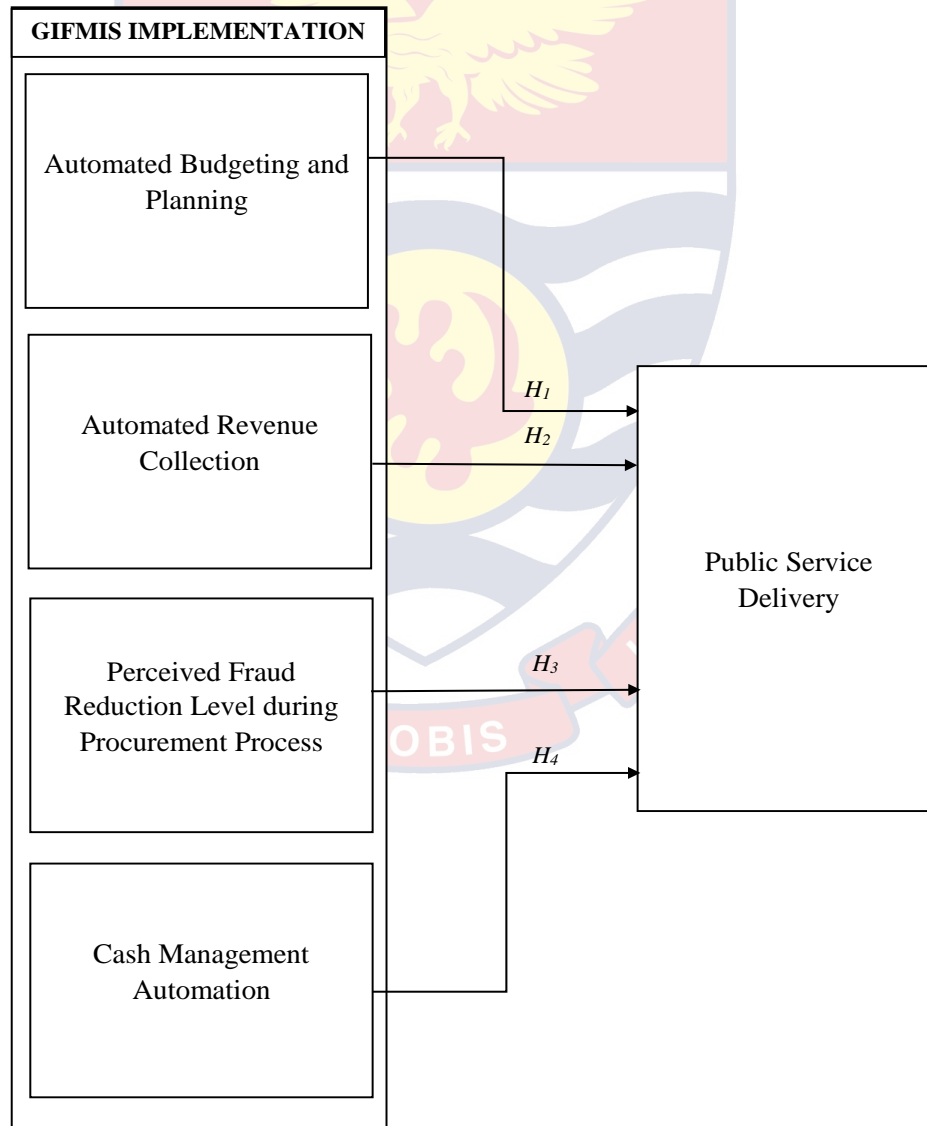 GIFMIS IMPLEMENTATION
Automated Budgeting and
Planning
H1
Automated Revenue
Collection
H2
Public Service
Delivery
Perceived Fraud
Reduction Level during
Procurement Process
H3
OBIS
H4
Cash Management
Automation